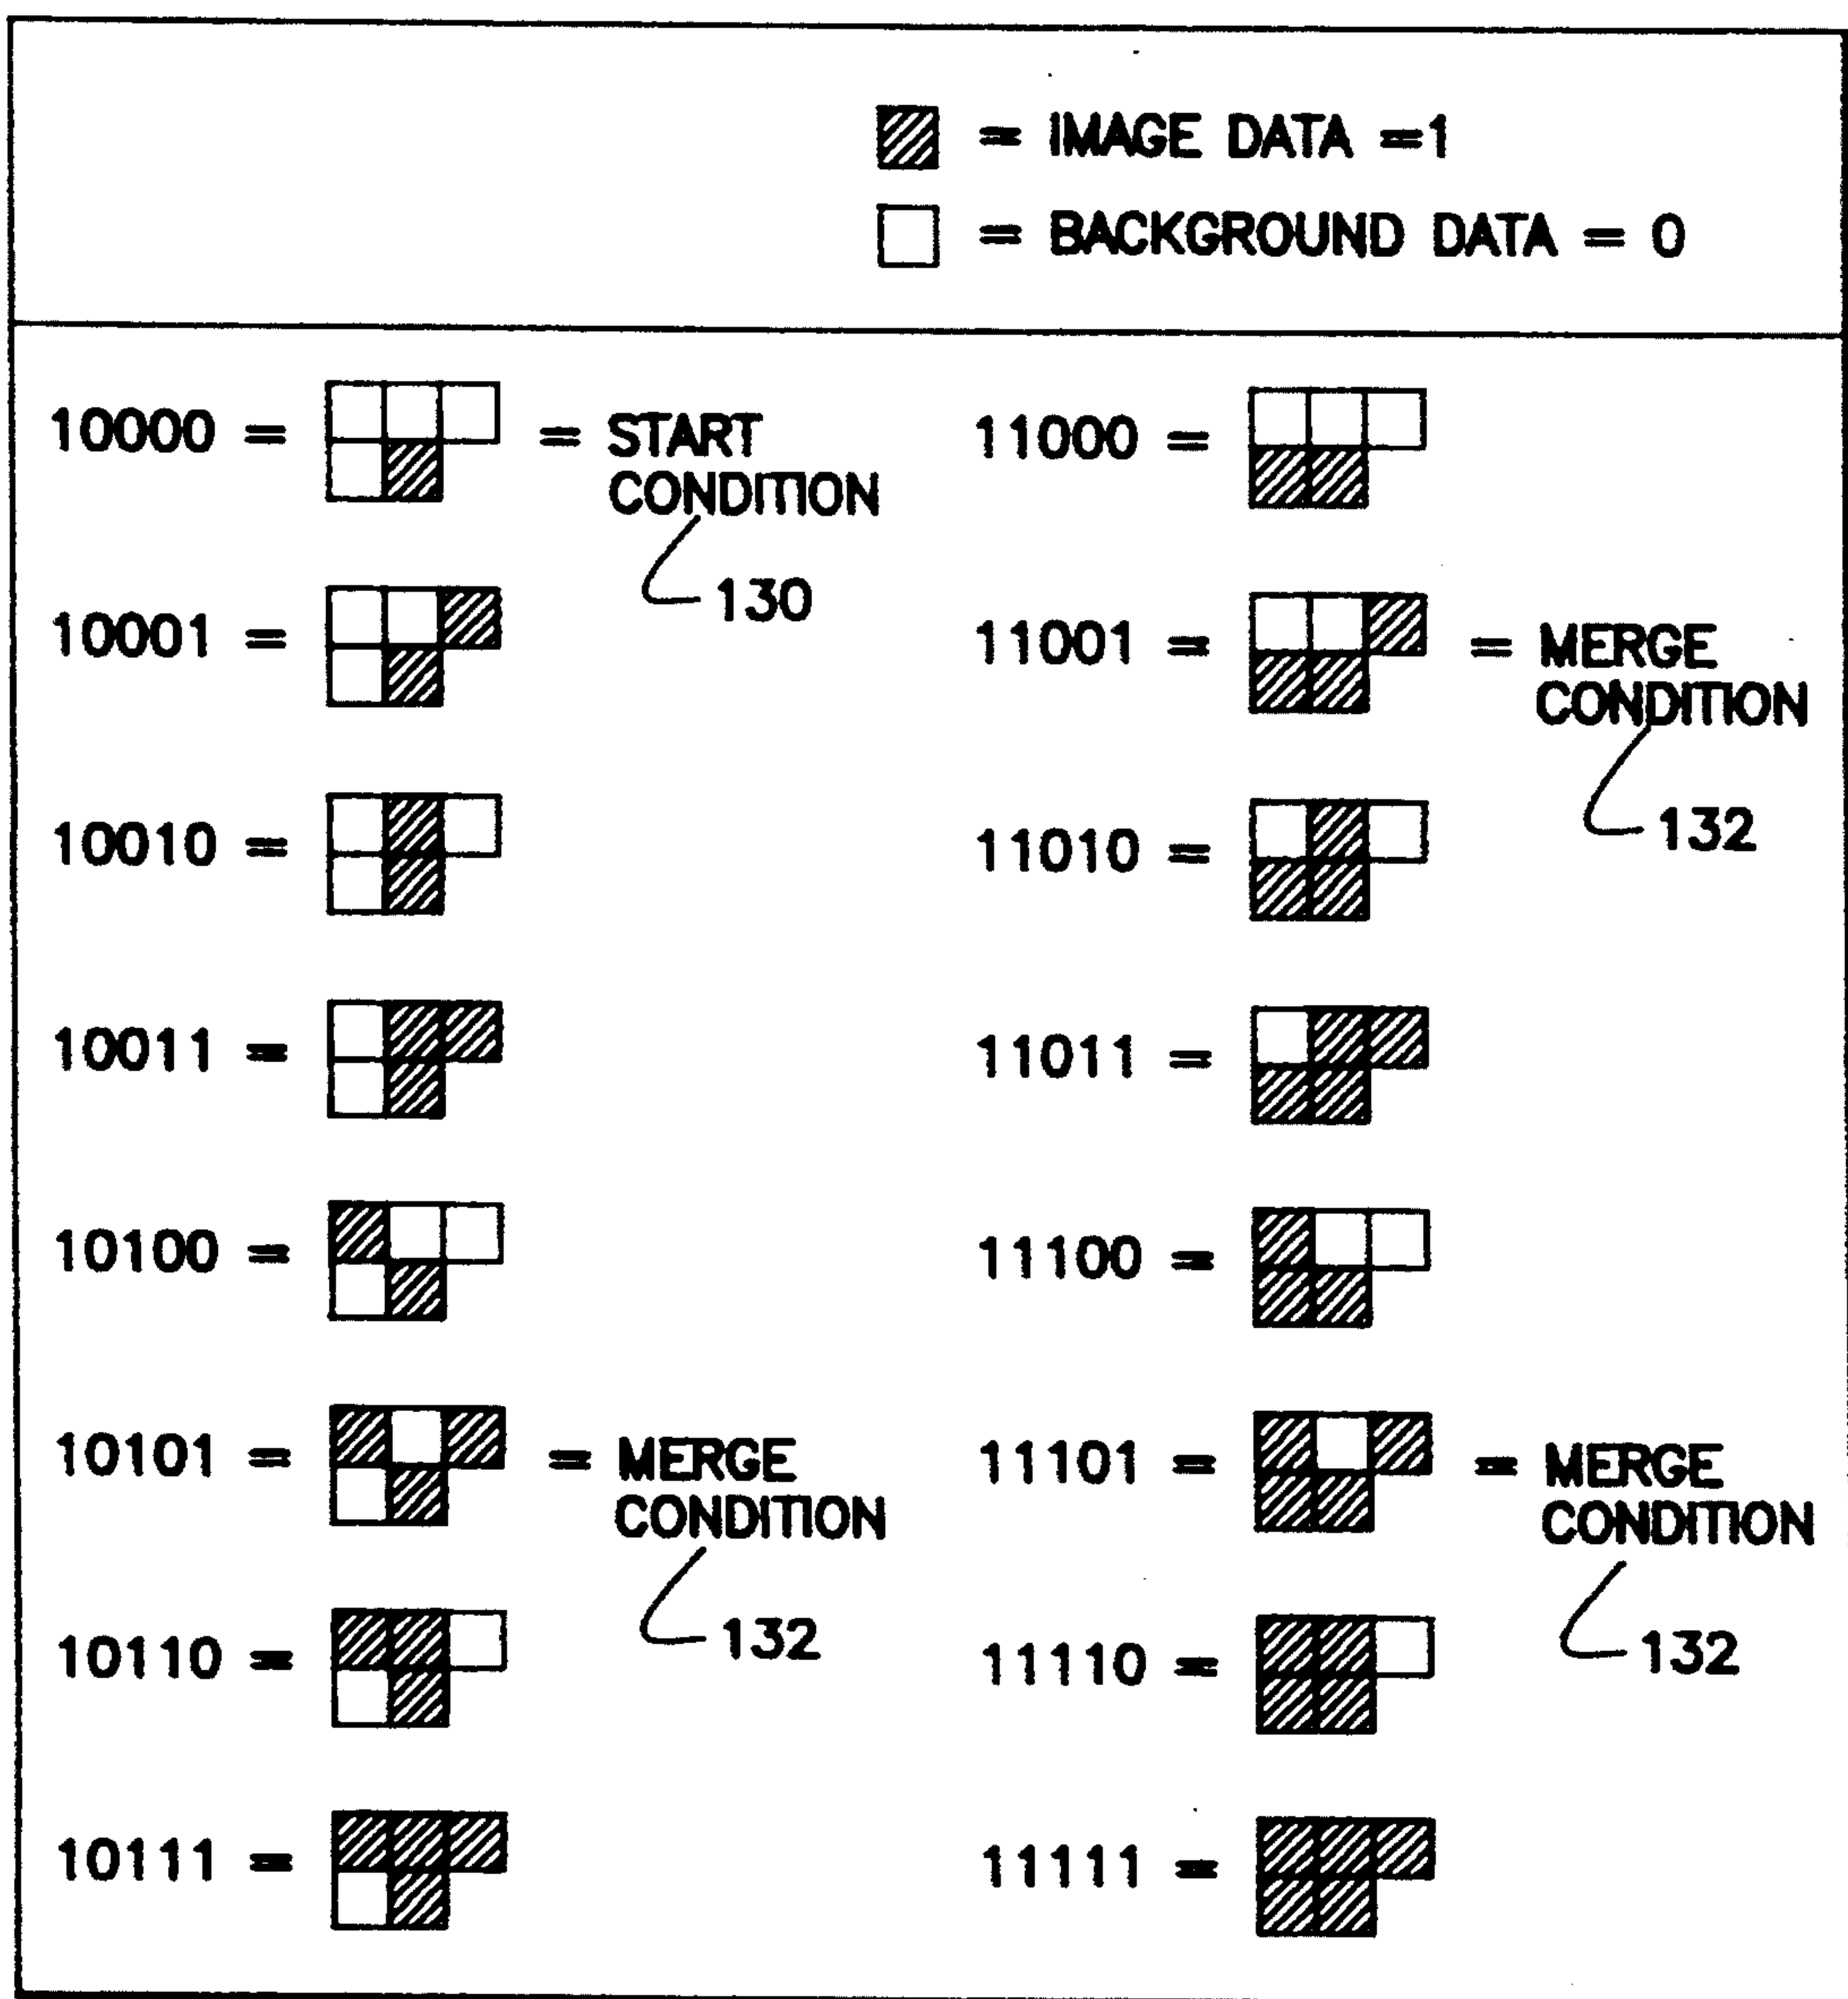 = IMAGE DATA =1
= BACKGROUND DATA = 0
10000 = = START
CONDITION
130
10001 =
10010 =
10011 =
10100 =
10101 = = MERGE
CONDITION
132
10110 =
10111 =
11000 =
11001 = = MERGE
CONDITION
132
11010 =
11011 =
11100 =
11101 = = MERGE
CONDITION
132
11110 =
11111 =